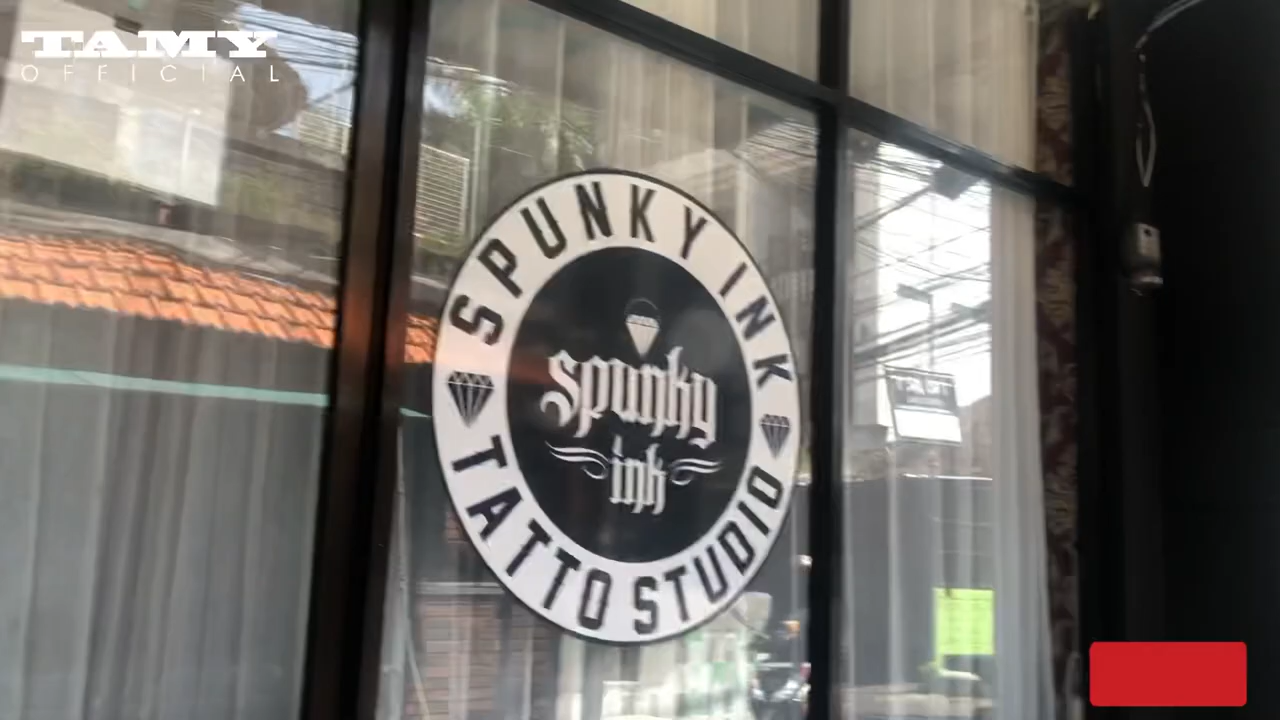 TAMY
OFFICIAL
SPUNKY INK
spunky
ink
TATTO STUDIO